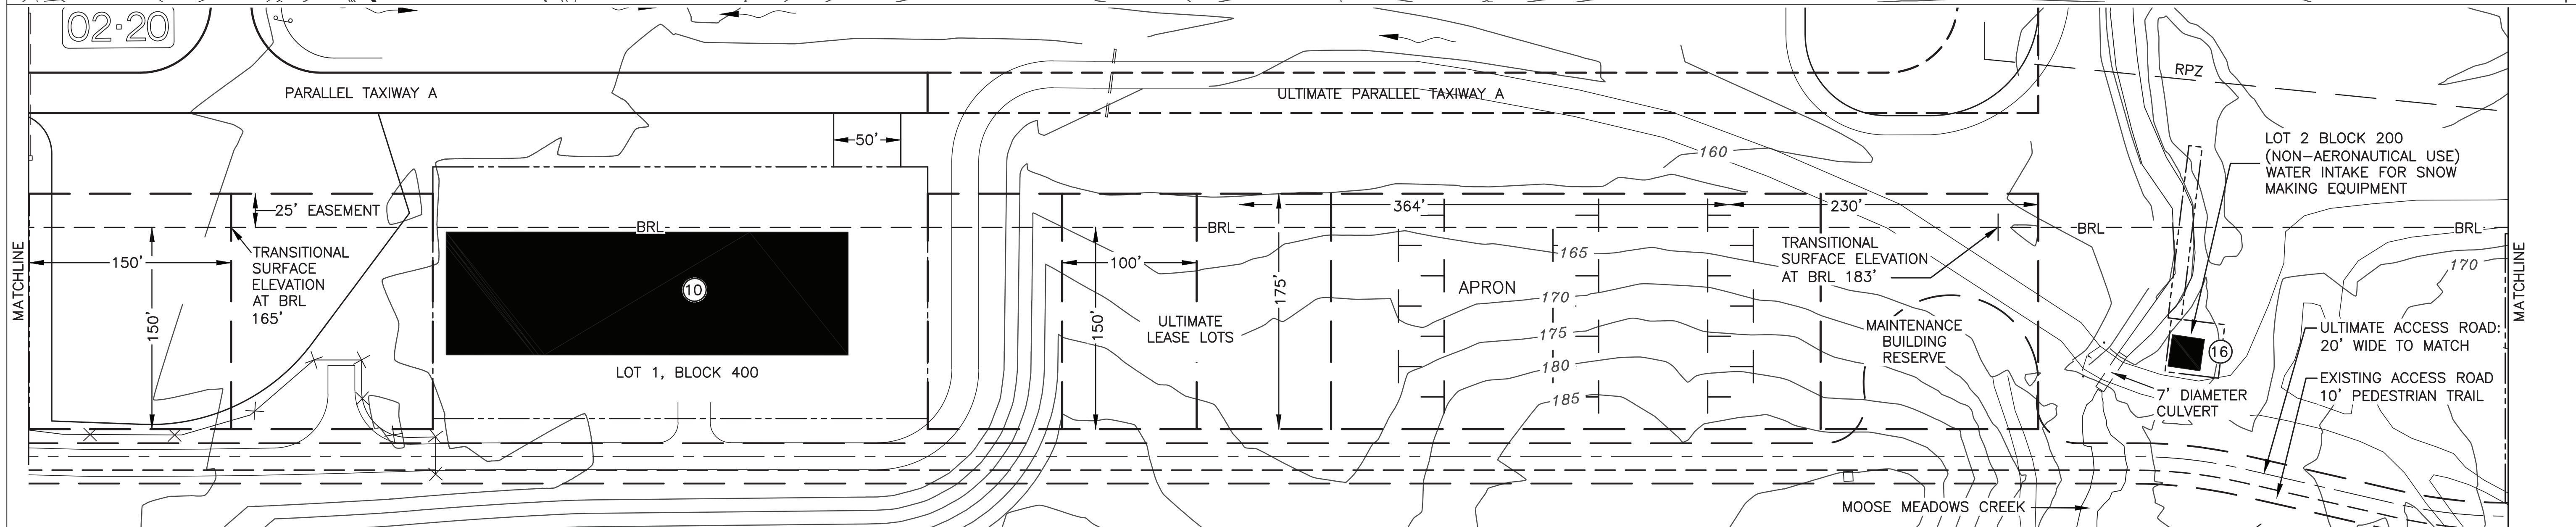 02-20
PARALLEL TAXIWAY A
ULTIMATE PARALLEL TAXIWAY A
RPZ
50'
160
LOT 2 BLOCK 200
(NON-AERONAUTICAL USE)
WATER INTAKE FOR SNOW
MAKING EQUIPMENT
25' EASEMENT
364'
230'
BRL
BRL
BRL
BRL
MATCHLINE
150'
150'
TRANSITIONAL
SURFACE
ELEVATION
AT BRL
165'
10
LOT 1, BLOCK 400
100'
150'
175'
ULTIMATE
LEASE LOTS
165
APRON
170
175
180
185
TRANSITIONAL
SURFACE ELEVATION
AT BRL 183'
MAINTENANCE
BUILDING
RESERVE
170
MATCHLINE
16
ULTIMATE ACCESS ROAD:
20' WIDE TO MATCH
EXISTING ACCESS ROAD
10' PEDESTRIAN TRAIL
7' DIAMETER
CULVERT
MOOSE MEADOWS CREEK